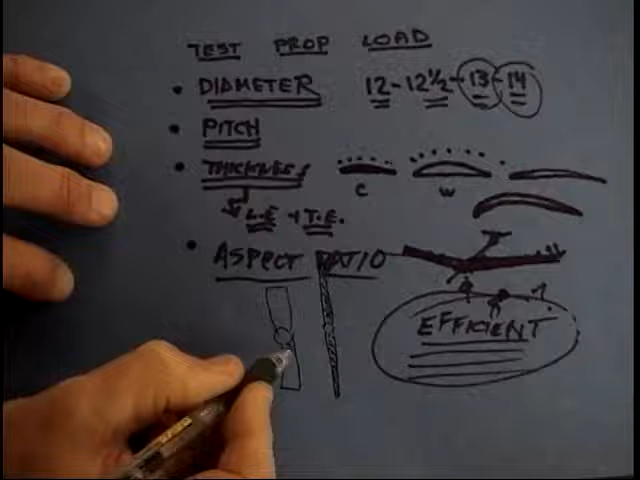 TEST PROP LOAD
• DIAMETER 12 - 12½ - 13 - 14
• PITCH
• THICKNESS
C W
L.E + T.E.
• ASPECT RATIO
EFFICIENT